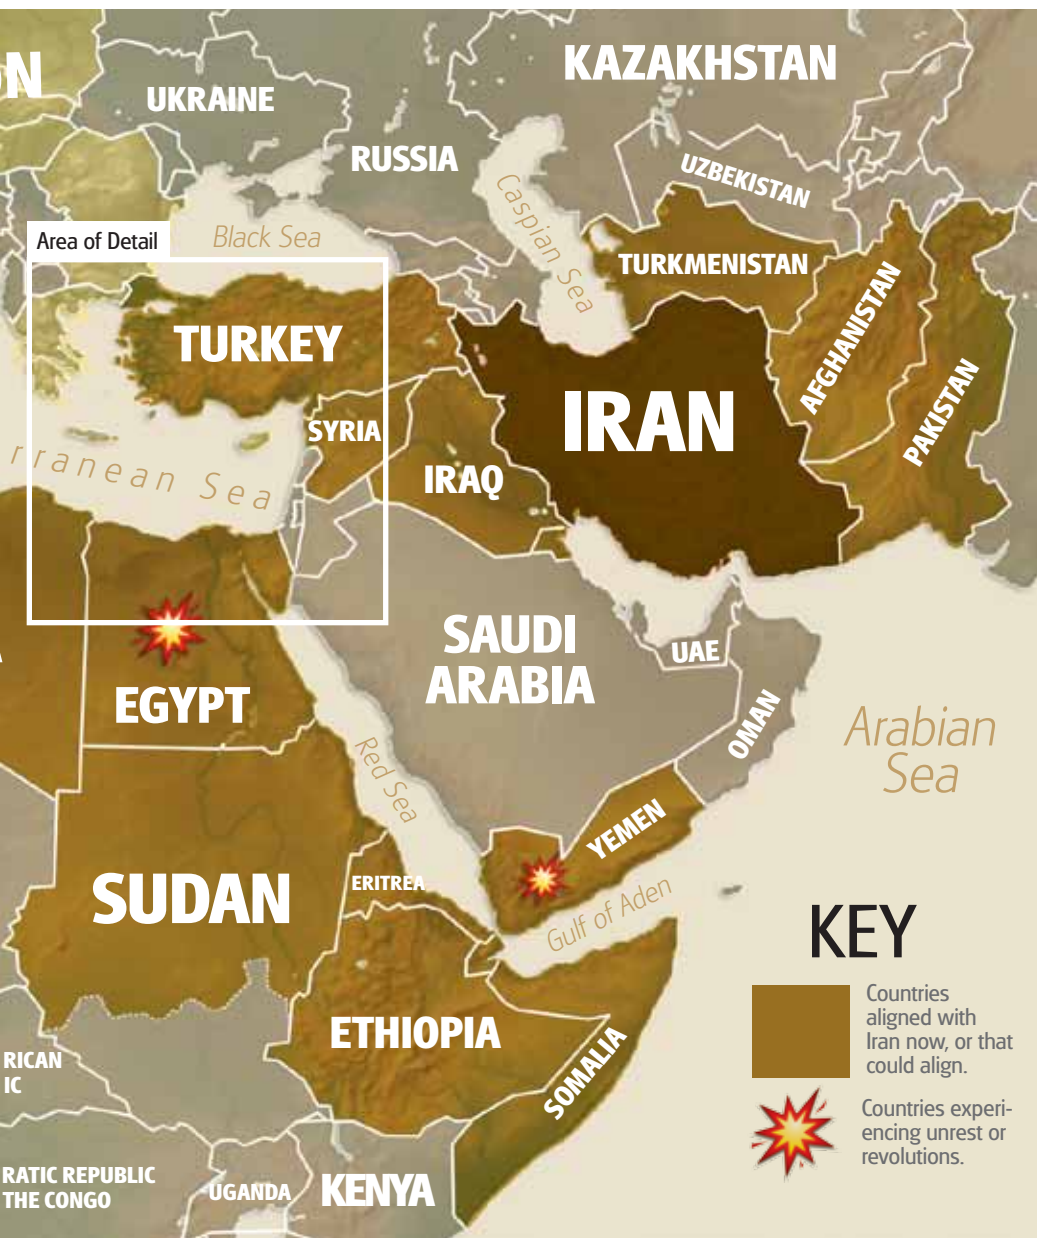 ON
UKRAINE
KAZAKHSTAN
RUSSIA
UZBEKISTAN
Caspian Sea
Area of Detail
Black Sea
TURKMENISTAN
TURKEY
AFGHANISTAN
IRAN
PAKISTAN
SYRIA
rranean Sea
IRAQ
SAUDI
ARABIA
UAE
EGYPT
OMAN
Arabian
Sea
Red Sea
YEMEN
SUDAN
ERITREA
Gulf of Aden
KEY
Countries
aligned with
Iran now, or that
could align.
ETHIOPIA
SOMALIA
RICAN
IC
Countries experi-
encing unrest or
revolutions.
RATIC REPUBLIC
THE CONGO
UGANDA
KENYA